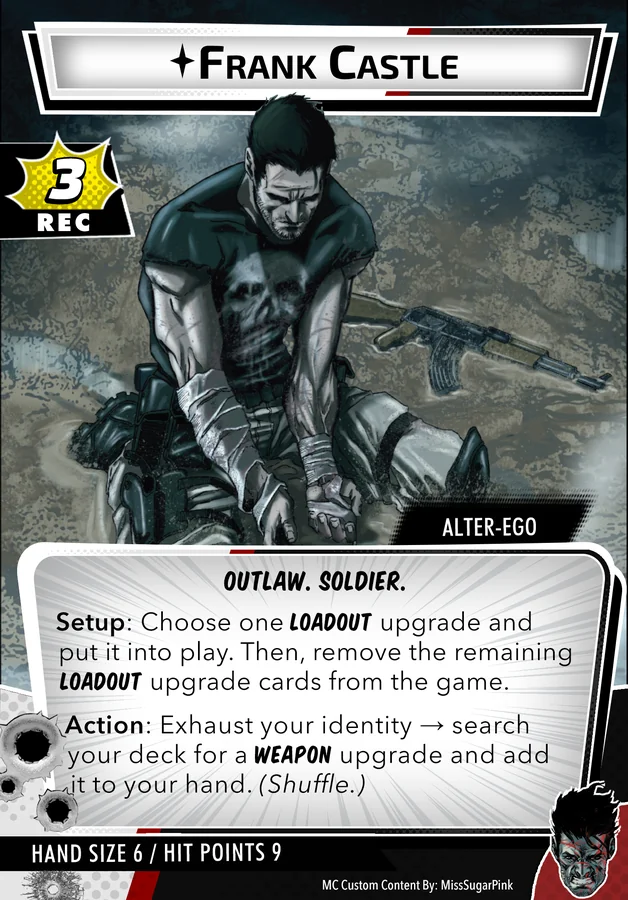 ✦FRANK CASTLE
3
REC
ALTER-EGO
OUTLAW. SOLDIER.
Setup: Choose one LOADOUT upgrade and
put it into play. Then, remove the remaining
LOADOUT upgrade cards from the game.
Action: Exhaust your identity → search
your deck for a WEAPON upgrade and add
it to your hand. (Shuffle.)
HAND SIZE 6 / HIT POINTS 9
MC Custom Content By: MissSugarPink